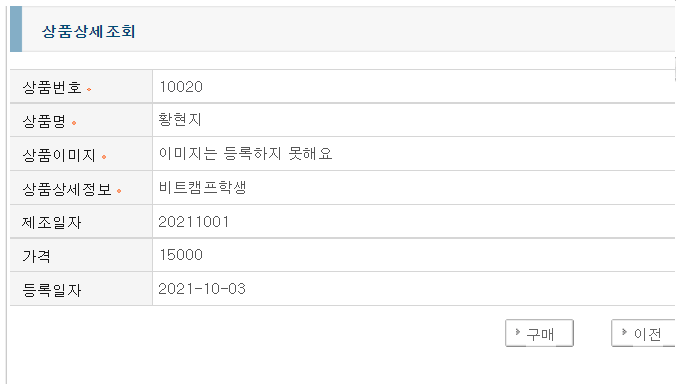 상품상세조회
상품번호 10020
상품명 황현지
상품이미지 이미지는 등록하지 못해요
상품상세정보 비트캠프학생
제조일자 20211001
가격 15000
등록일자 2021-10-03
구매 이전